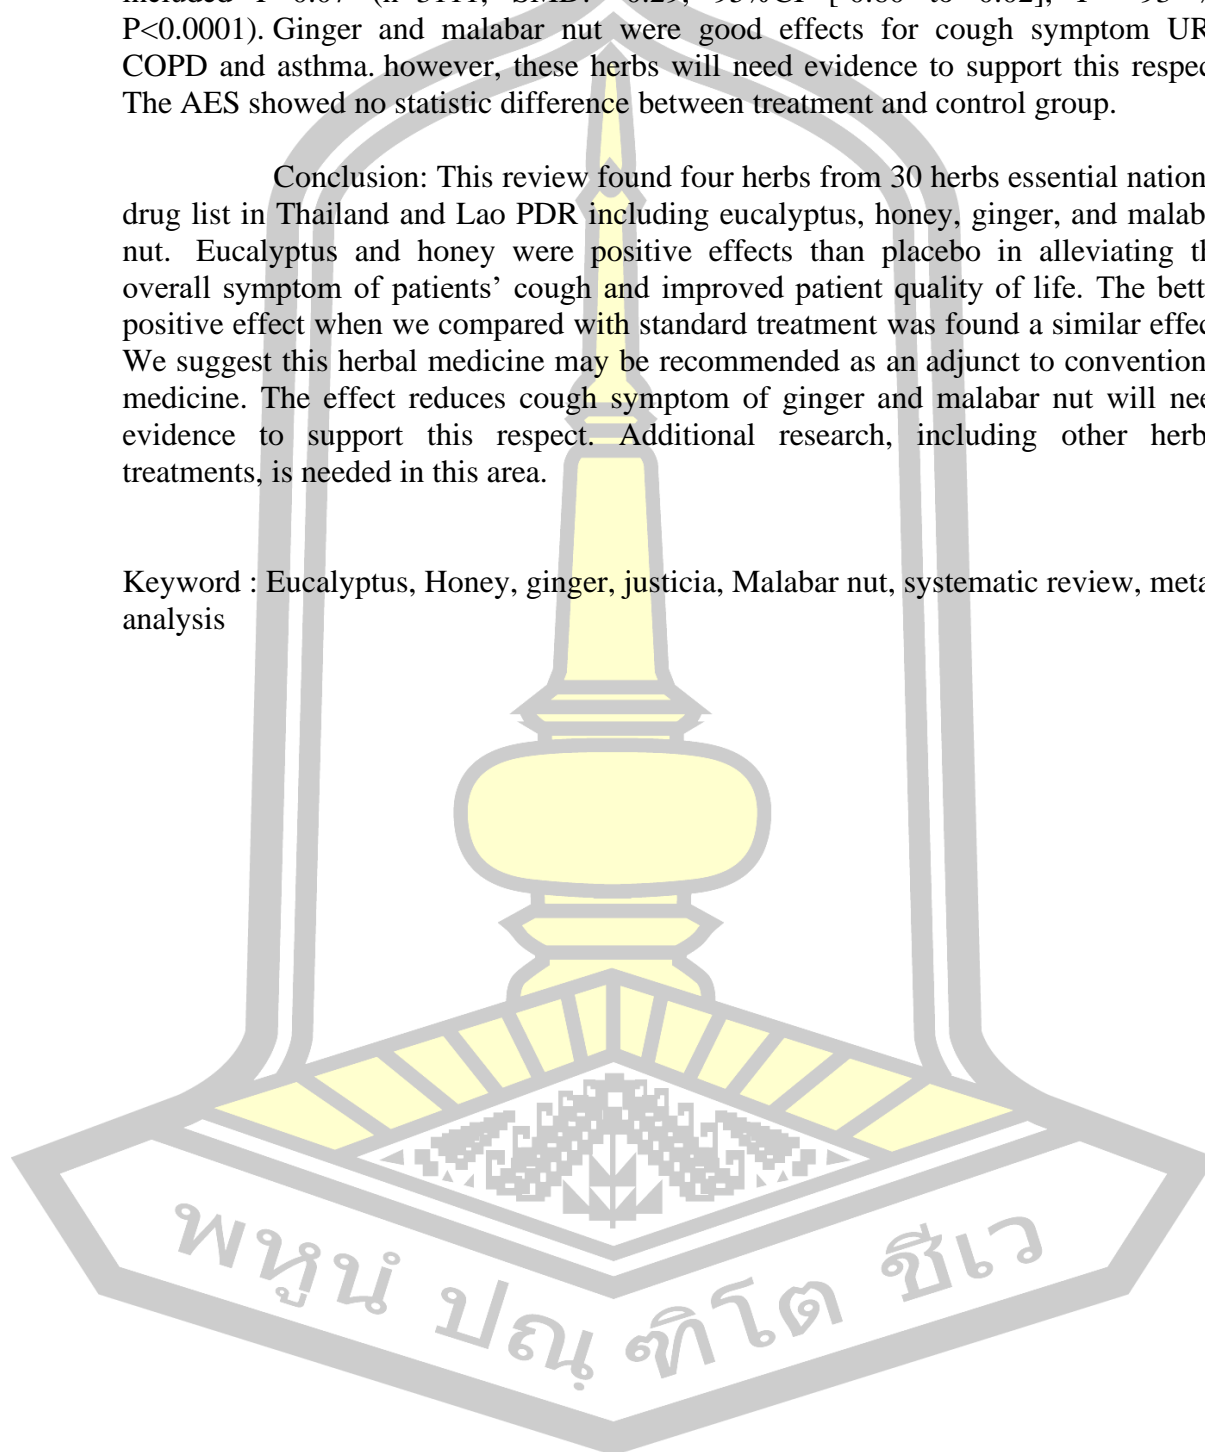 P<0.0001). Ginger and malabar nut were good effects for cough symptom UR
COPD and asthma. however, these herbs will need evidence to support this respec
The AES showed no statistic difference between treatment and control group.
Conclusion: This review found four herbs from 30 herbs essential nation
drug list in Thailand and Lao PDR including eucalyptus, honey, ginger, and malab
nut. Eucalyptus and honey were positive effects than placebo in alleviating th
overall symptom of patients’ cough and improved patient quality of life. The bett
positive effect when we compared with standard treatment was found a similar effec
We suggest this herbal medicine may be recommended as an adjunct to convention
medicine. The effect reduces cough symptom of ginger and malabar nut will nee
evidence to support this respect. Additional research, including other herb
treatments, is needed in this area.
Keyword : Eucalyptus, Honey, ginger, justicia, Malabar nut, systematic review, meta
analysis
พหูนํ ปณฺฑิโต ชีเว